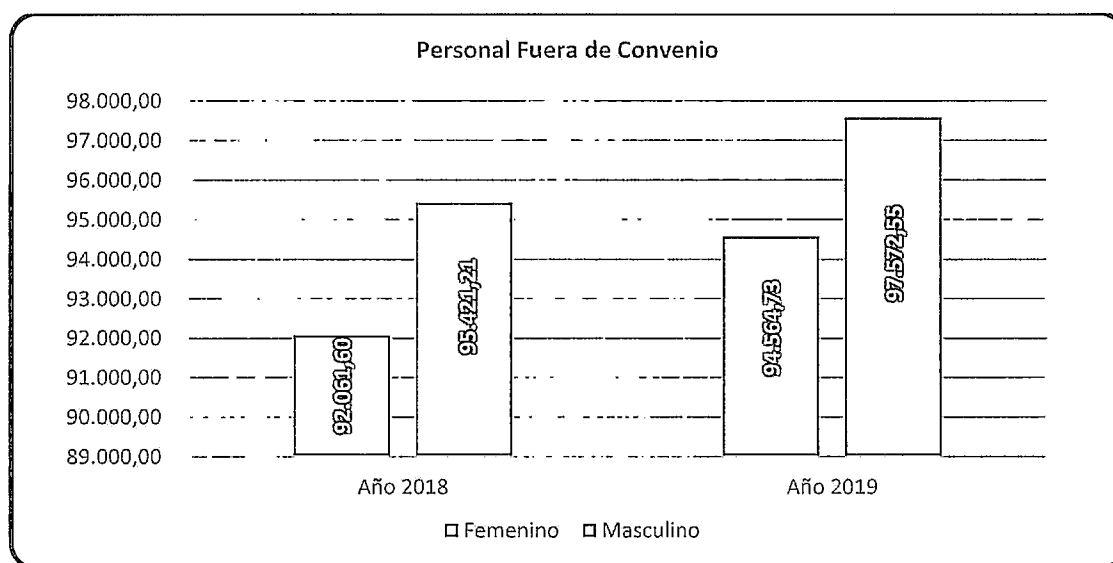 Personal Fuera de Convenio
98.000,00
97.000,00
96.000,00
95.000,00
94.000,00
93.000,00
92.000,00
91.000,00
90.000,00
89.000,00
92.061,60
95.421,21
94.564,73
97.572,55
Año 2018
Año 2019
Femenino
Masculino